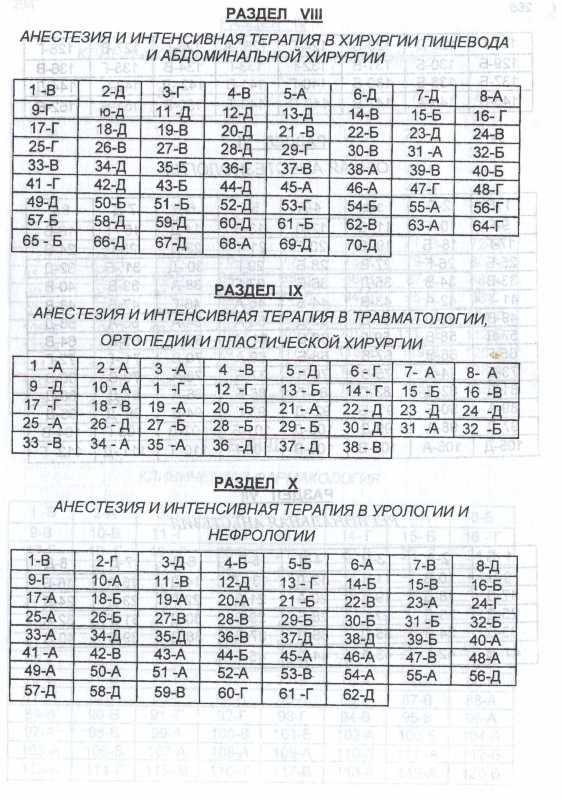 РАЗДЕЛ VIII
АНЕСТЕЗИЯ И ИНТЕНСИВНАЯ ТЕРАПИЯ В ХИРУРГИИ ПИЩЕВОДА
И АБДОМИНАЛЬНОЙ ХИРУРГИИ
1 -В 2-Д 3-Г 4-В 5-А 6-Д 7-Д 8-А
9-Г ю-д 11 -Д 12-Д 13-Д 14-В 15-Б 16- Г
17-Г 18-Д 19-В 20-Д 21 -В 22-Б 23-Д 24-В
25-Г 26-В 27-В 28-Д 29-Г 30-В 31 -А 32-Б
33-В 34-Д 35-Б 36-Г 37-В 38-А 39-В 40-Б
41 -Г 42-Д 43-Б 44-Д 45-А 46-А 47-Г 48-Г
49-Д 50-Б 51 -Б 52-Д 53-Г 54-Б 55-А 56-Г
57-Б 58-Д 59-Д 60-Д 61 -Б 62-В 63-А 64-Г
65 - Б 66-Д 67-Д 68-А 69-Д 70-Д
РАЗДЕЛ IX
АНЕСТЕЗИЯ И ИНТЕНСИВНАЯ ТЕРАПИЯ В ТРАВМАТОЛОГИИ,
ОРТОПЕДИИ И ПЛАСТИЧЕСКОЙ ХИРУРГИИ
1 -А 2 - А 3 -А 4 -В 5 - Д 6 - Г 7- А 8- А
9 -Д 10 - А 1 -Г 12 -Г 13 - Б 14 - Г 15 -Б 16 -В
17 -Г 18 - В 19 -А 20 -Б 21 - А 22 - Д 23 -Д 24 -Д
25 -А 26 - Д 27 -Б 28 -Б 29 - Б 30 - Д 31 -А 32 -Б
33 -В 34 - А 35 -А 36 -Д 37 - Д 38 - В
РАЗДЕЛ X
АНЕСТЕЗИЯ И ИНТЕНСИВНАЯ ТЕРАПИЯ В УРОЛОГИИ И
НЕФРОЛОГИИ
1-В 2-Г 3-Д 4-Б 5-Б 6-А 7-В 8-Д
9-Г 10-А 11 -В 12-Д 13 - Г 14-Б 15-В 16-Б
17-А 18-Б 19-А 20-А 21 -Б 22-В 23-А 24-Г
25-А 26-Б 27-В 28-В 29-Б 30-Б 31 -Б 32-Б
33-А 34-Д 35-Д 36-В 37-Д 38-Д 39-Б 40-А
41 -А 42-В 43-А 44-Б 45-А 46-А 47-В 48-А
49-А 50-А 51 -А 52-А 53-В 54-А 55-А 56-Д
57-Д 58-Д 59-В 60-Г 61 -Г 62-Д